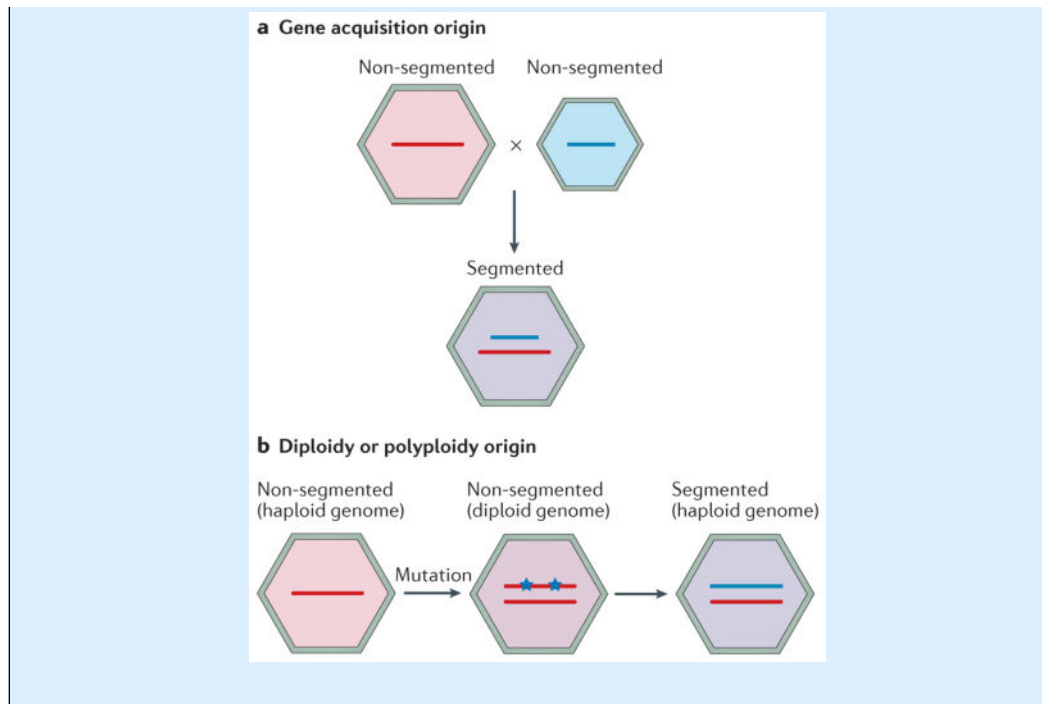 a Gene acquisition origin
Non-segmented Non-segmented
×
Segmented
b Diploidy or polyploidy origin
Non-segmented Non-segmented Segmented
(haploid genome) (diploid genome) (haploid genome)
Mutation